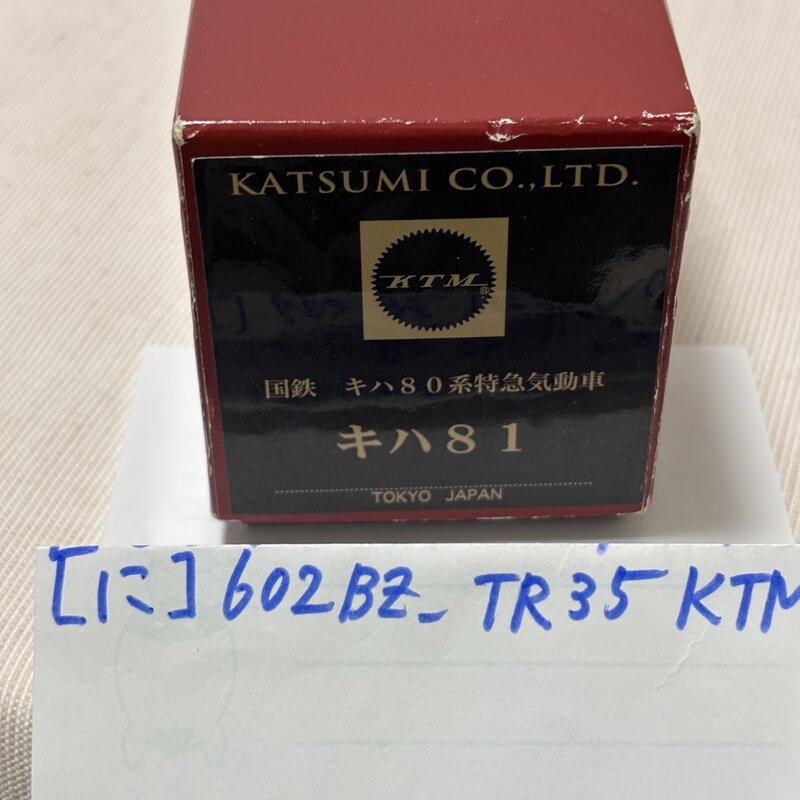 KATSUMI CO.,LTD.
KTM®
国鉄 キハ80系特急気動車
キハ81
TOKYO JAPAN
[に]602BZ_TR35 KTM